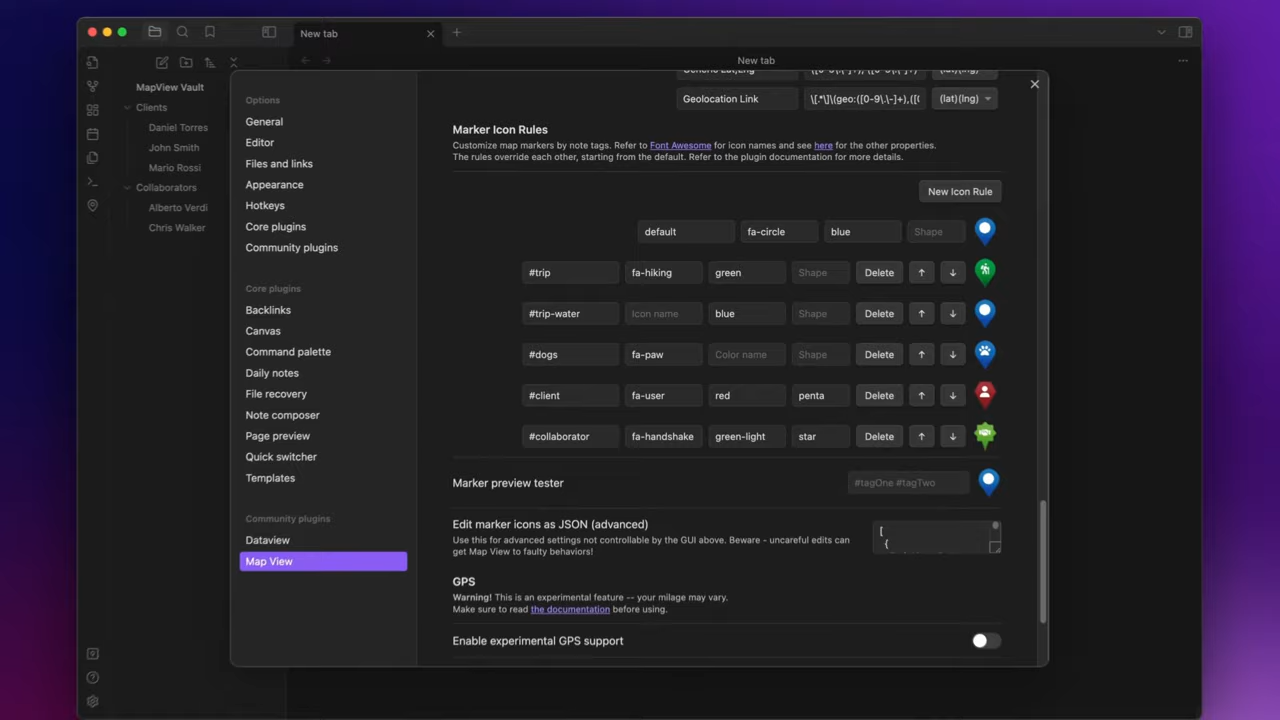 New tab
New tab
MapView Vault
Clients
Daniel Torres
John Smith
Mario Rossi
Collaborators
Alberto Verdi
Chris Walker
Options
General
Editor
Files and links
Appearance
Hotkeys
Core plugins
Community plugins
Core plugins
Backlinks
Canvas
Command palette
Daily notes
File recovery
Note composer
Page preview
Quick switcher
Templates
Community plugins
Dataview
Map View
Geolocation Link (lat)(lng)
Marker Icon Rules
Customize map markers by note tags. Refer to Font Awesome for icon names and see here for the other properties.
The rules override each other, starting from the default. Refer to the plugin documentation for more details.
New Icon Rule
default fa-circle blue Shape
#trip fa-hiking green Shape Delete ↑ ↓
#trip-water Icon name blue Shape Delete ↑ ↓
#dogs fa-paw Color name Shape Delete ↑ ↓
#client fa-user red penta Delete ↑ ↓
#collaborator fa-handshake green-light star Delete ↑ ↓
Marker preview tester #tagOne #tagTwo
Edit marker icons as JSON (advanced)
Use this for advanced settings not controllable by the GUI above. Beware - uncareful edits can
get Map View to faulty behaviors!
[
{
GPS
Warning! This is an experimental feature -- your milage may vary.
Make sure to read the documentation before using.
Enable experimental GPS support